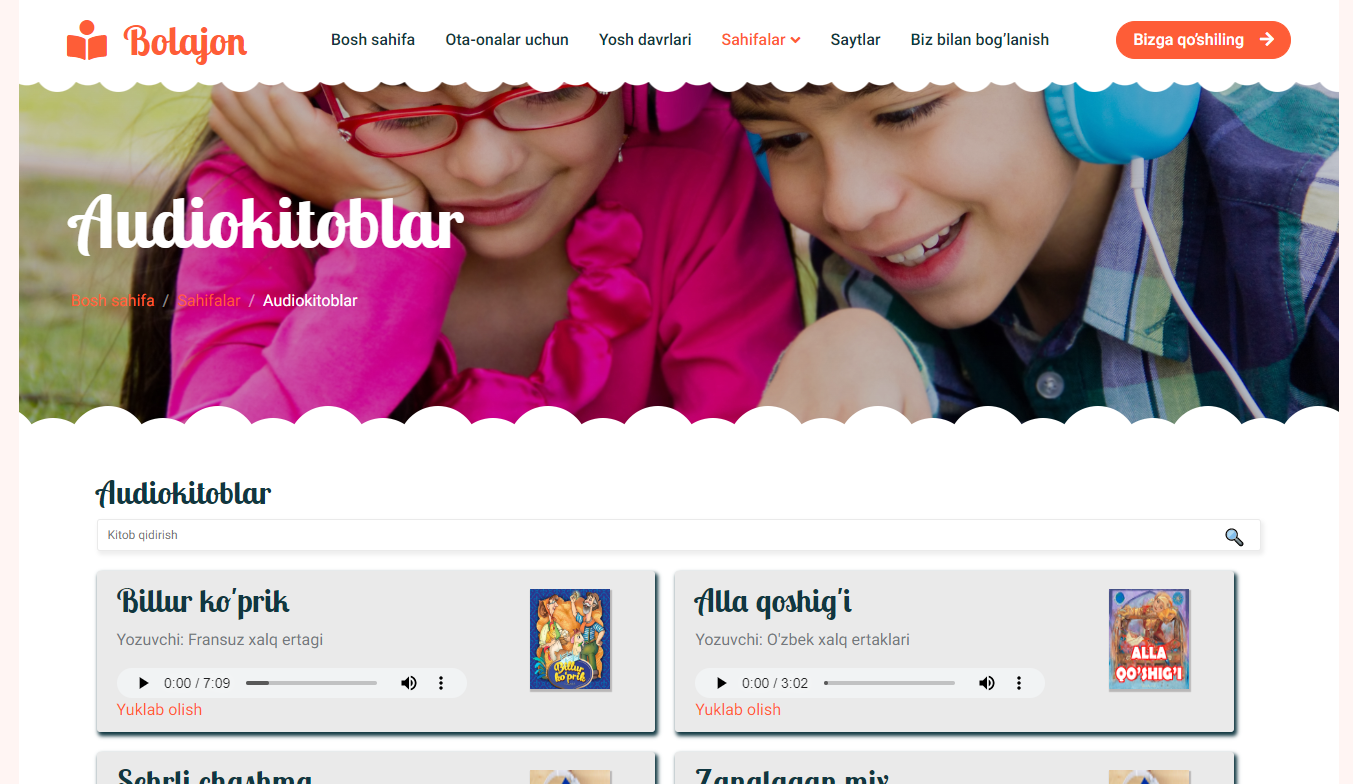 Bolajon
Bosh sahifa Ota-onalar uchun Yosh davrlari Sahifalar Saytlar Biz bilan bog‘lanish Bizga qo‘shiling
Audiokitoblar
Bosh sahifa / Sahifalar / Audiokitoblar
Audiokitoblar
Kitob qidirish
Billur ko'prik
Yozuvchi: Fransuz xalq ertagi
0:00 / 7:09
Yuklab olish
Billur ko'prik
Alla qoshig'i
Yozuvchi: O'zbek xalq ertaklari
0:00 / 3:02
Yuklab olish
ALLA
QO'SHIG'I
Sehrli chashma
Zanglagan mix